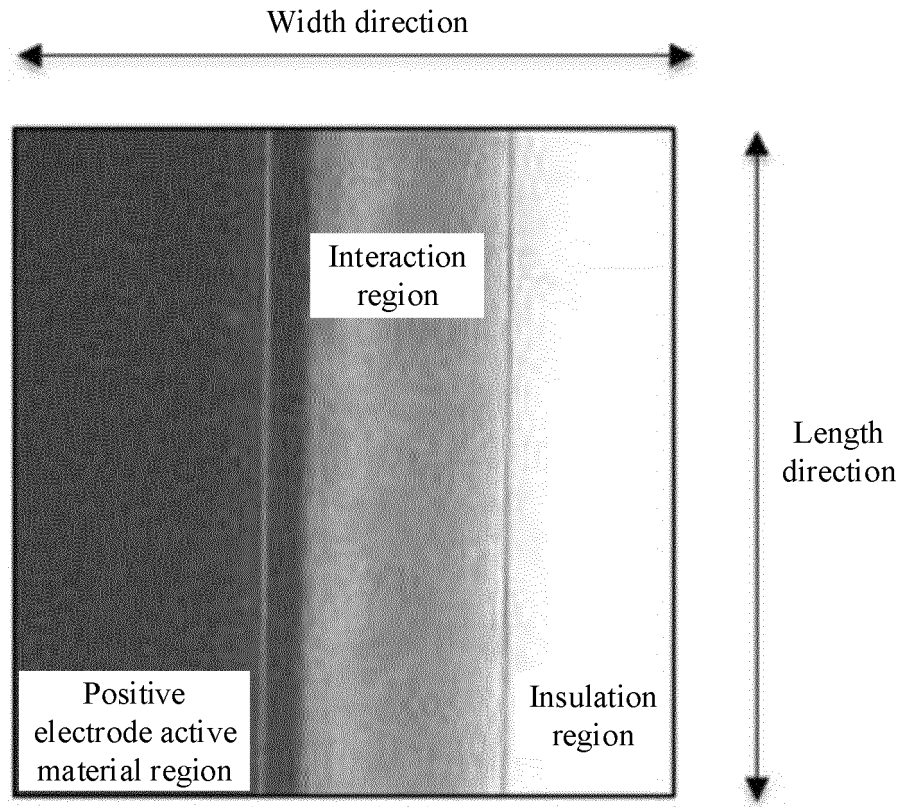 Width direction
Interaction
region
Length
direction
Positive
electrode active
material region
Insulation
region